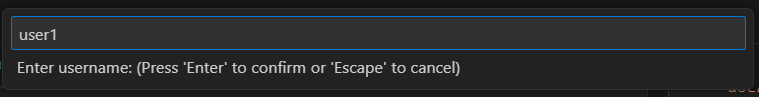 user1
Enter username: (Press 'Enter' to confirm or 'Escape' to cancel)